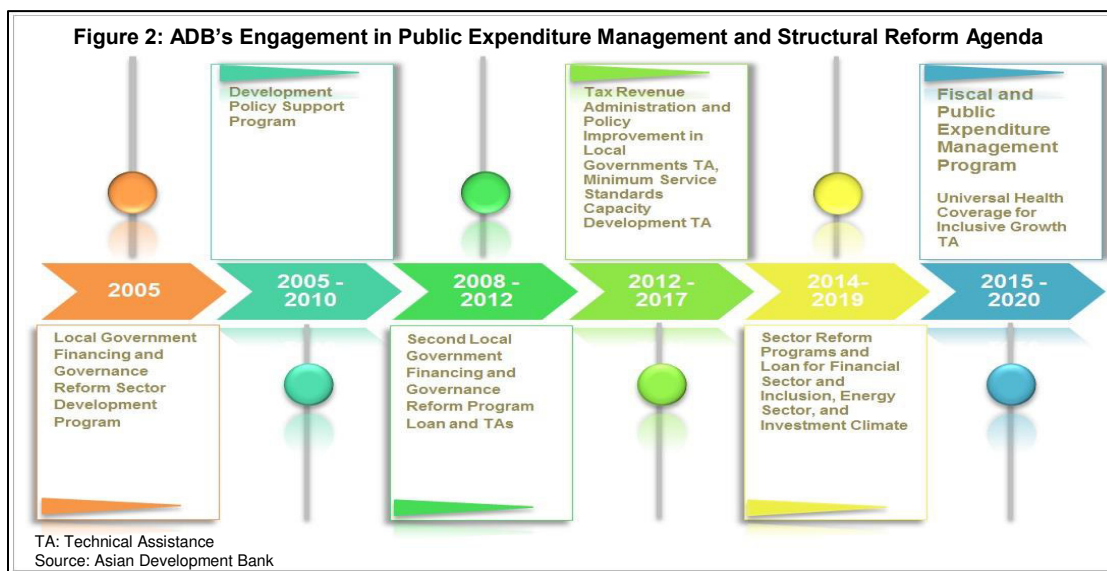 Figure 2: ADB's Engagement in Public Expenditure Management and Structural Reform Agenda
Development
Policy Support
Program
Tax Revenue
Administration and
Policy
Improvement in
Local
Governments TA,
Minimum Service
Standards
Capacity
Development TA
Fiscal and
Public
Expenditure
Management
Program
Universal Health
Coverage for
Inclusive Growth
TA
2005
2005 -
2010
2008 -
2012
2012 -
2017
2014-
2019
2015 -
2020
Local Government
Financing and
Governance
Reform Sector
Development
Program
Second Local
Government
Financing and
Governance
Reform Program
Loan and TAs
Sector Reform
Programs and
Loan for Financial
Sector and
Inclusion, Energy
Sector, and
Investment Climate
TA: Technical Assistance
Source: Asian Development Bank